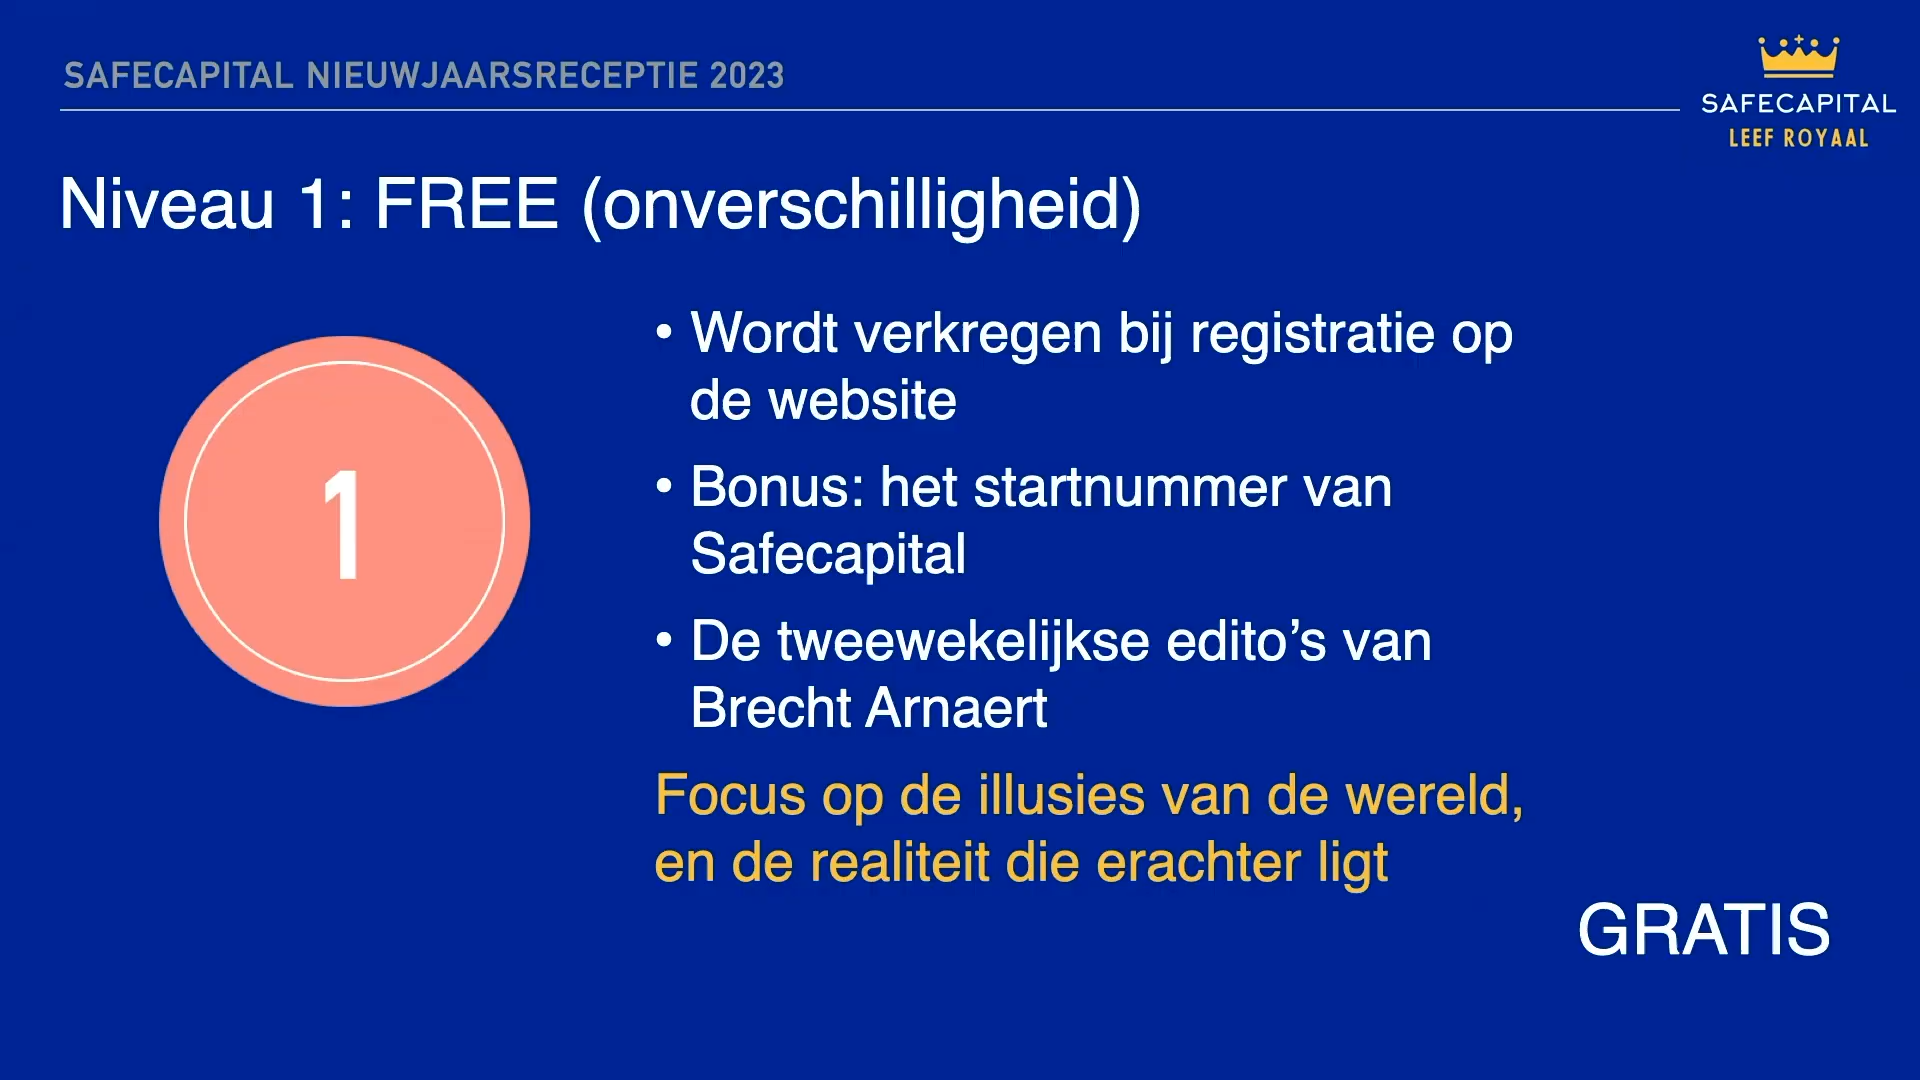 SAFECAPITAL NIEUWJAARSRECEPTIE 2023
SAFECAPITAL
LEEF ROYAAL
Niveau 1: FREE (onverschilligheid)
1
• Wordt verkregen bij registratie op
de website
• Bonus: het startnummer van
Safecapital
• De tweewekelijkse edito’s van
Brecht Arnaert
Focus op de illusies van de wereld,
en de realiteit die erachter ligt
GRATIS